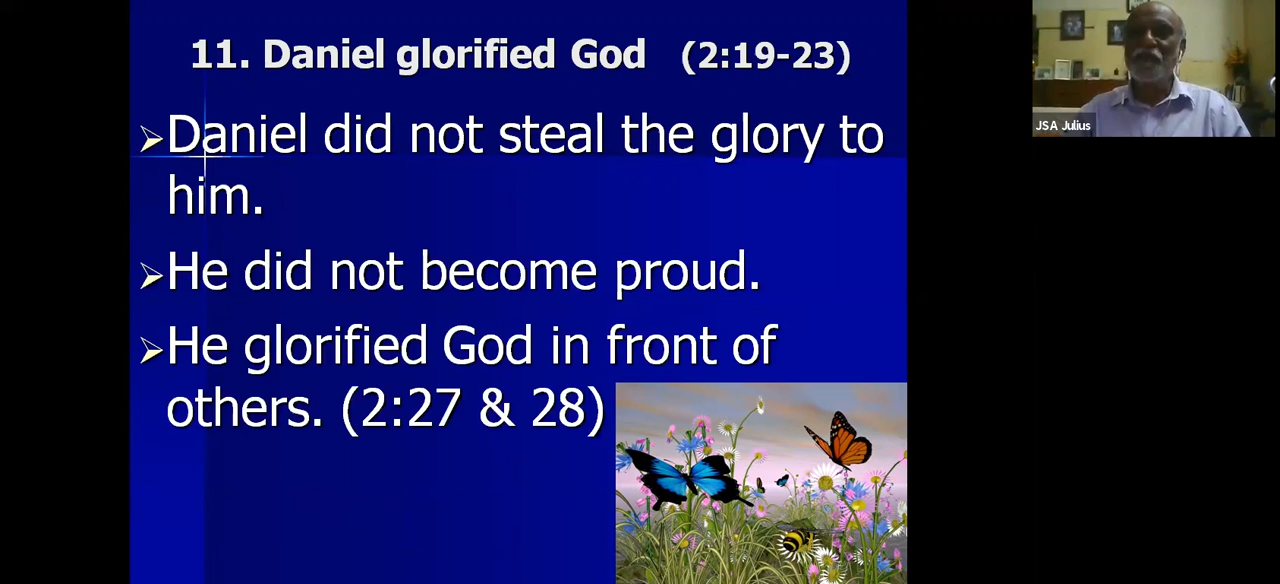 11. Daniel glorified God (2:19-23)
➢Daniel did not steal the glory to
him.
➢He did not become proud.
➢He glorified God in front of
others. (2:27 & 28)
JSA Julius